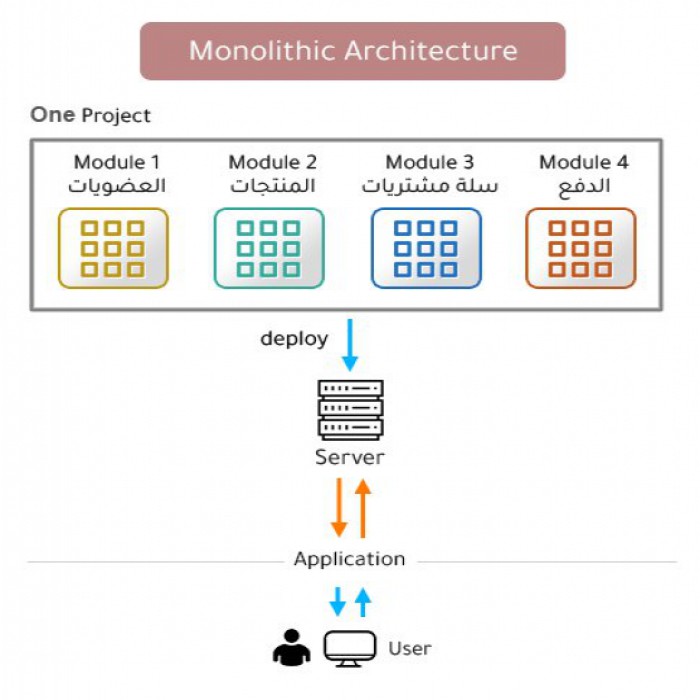 Monolithic Architecture
One Project
Module 1
العضويات
Module 2
المنتجات
Module 3
سلة مشتريات
Module 4
الدفع
deploy
Server
Application
User